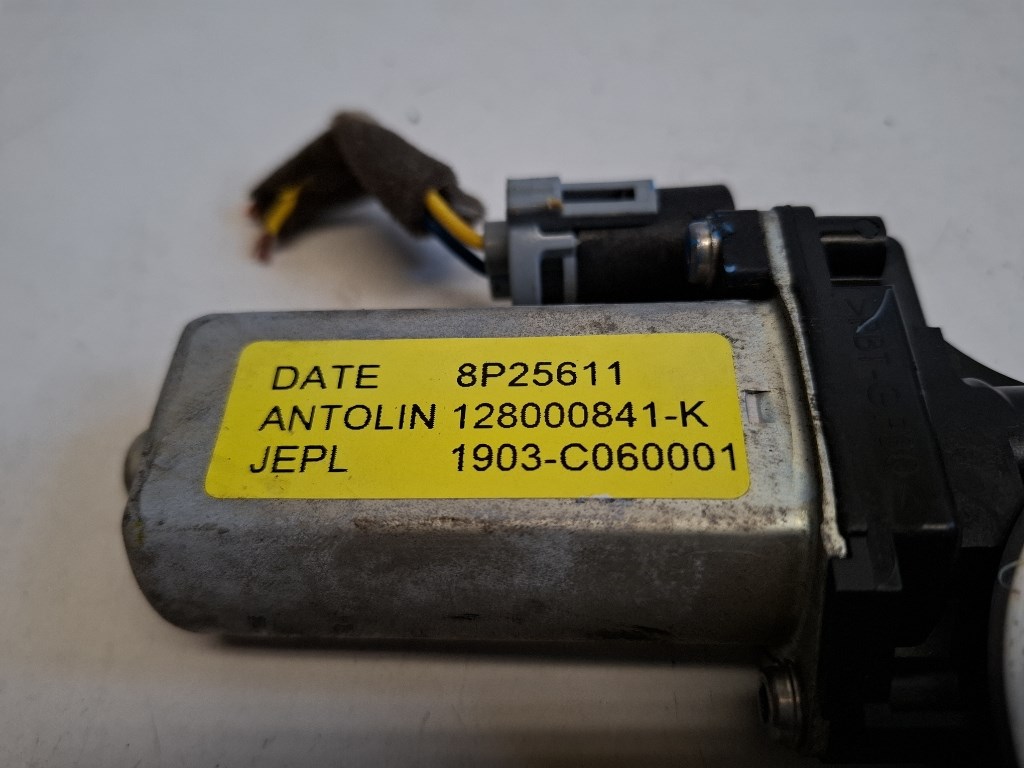 DATE 8P25611
ANTOLIN 128000841-K
JEPL 1903-C060001